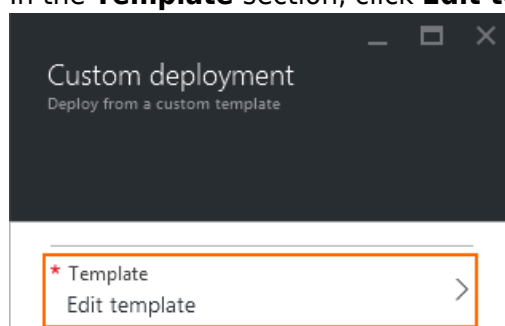 In the Template section, click Edit t
Custom deployment
Deploy from a custom template
* Template
Edit template